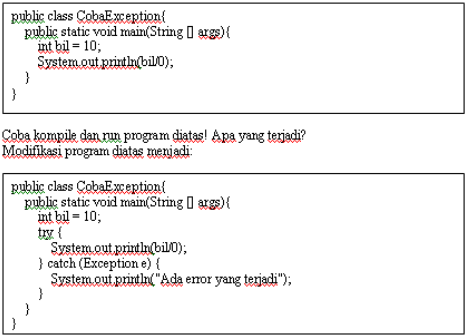 public class CobaException{
public static void main(String [] args){
int bil = 10;
System.out.println(bil/0);
}
}
Coba kompile dan run program diatas! Apa yang terjadi?
Modifikasi program diatas menjadi:
public class CobaException{
public static void main(String [] args){
int bil = 10;
try {
System.out.println(bil/0);
} catch (Exception e) {
System.out.println("Ada error yang terjadi");
}
}
}